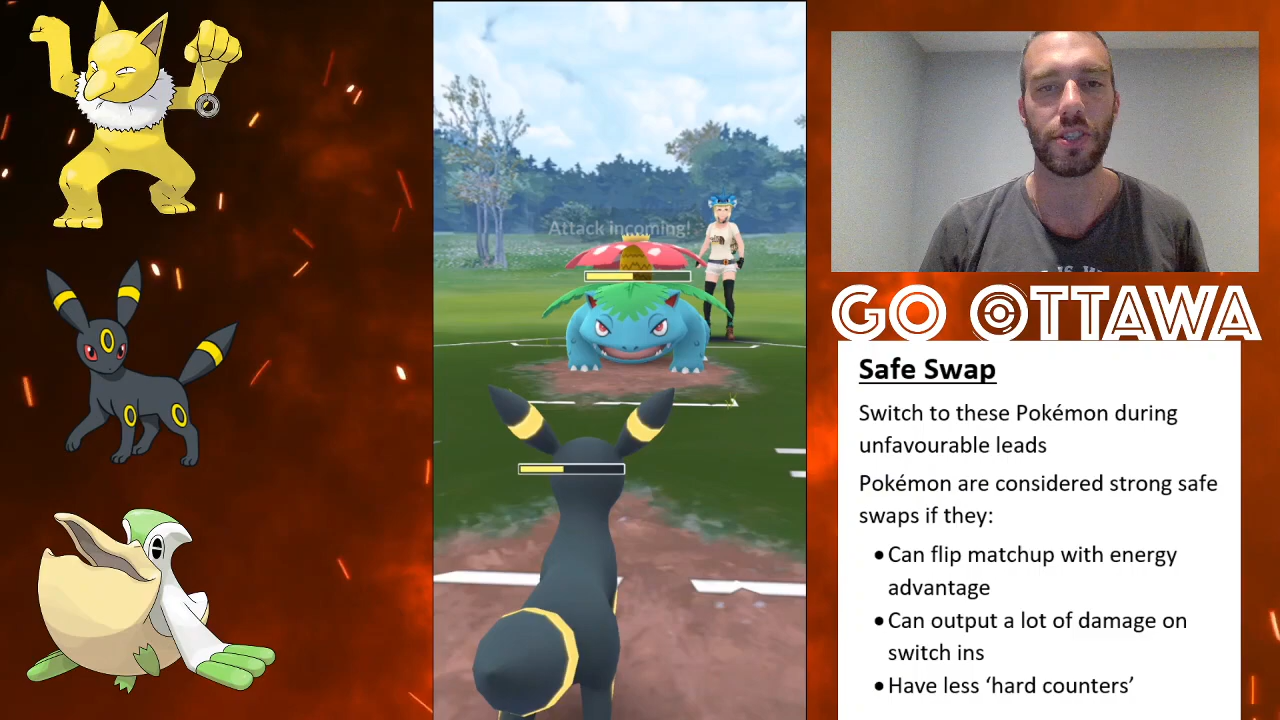 Attack incoming!
GO OTTAWA
Safe Swap
Switch to these Pokémon during
unfavourable leads
Pokémon are considered strong safe
swaps if they:
• Can flip matchup with energy
advantage
• Can output a lot of damage on
switch ins
• Have less ‘hard counters’